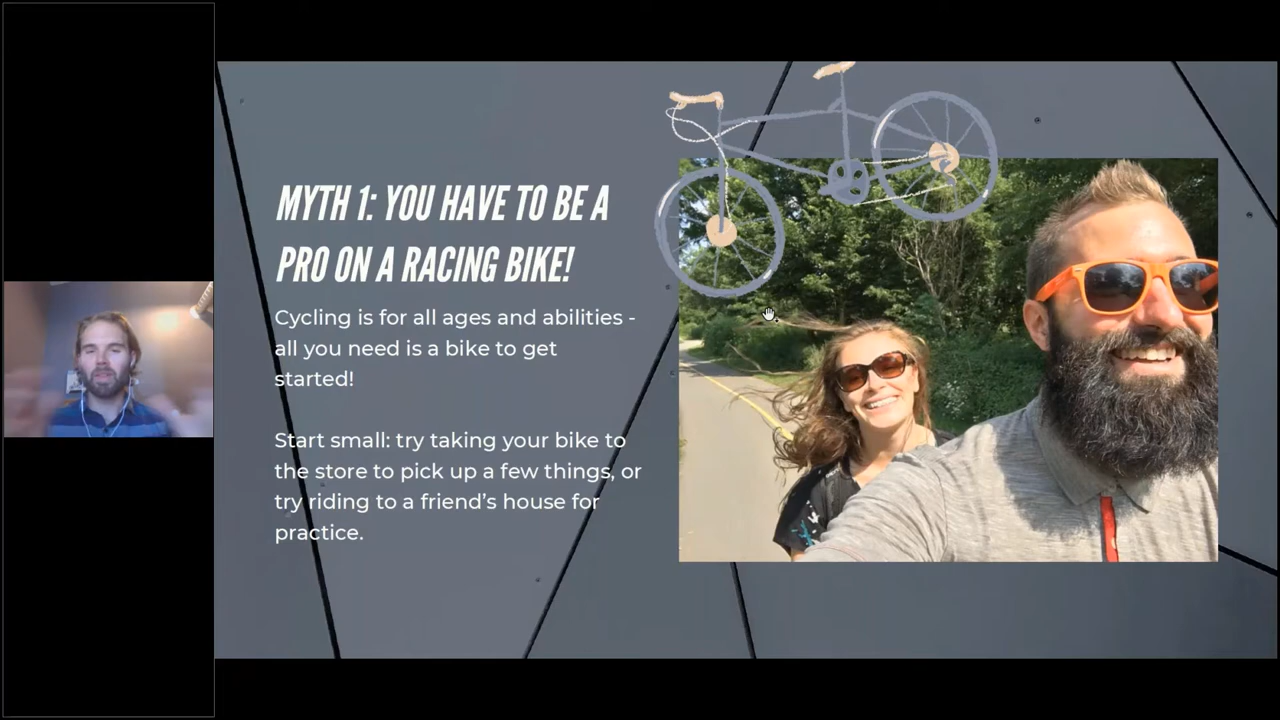 MYTH 1: YOU HAVE TO BE A
PRO ON A RACING BIKE!
Cycling is for all ages and abilities -
all you need is a bike to get
started!
Start small: try taking your bike to
the store to pick up a few things, or
try riding to a friend’s house for
practice.